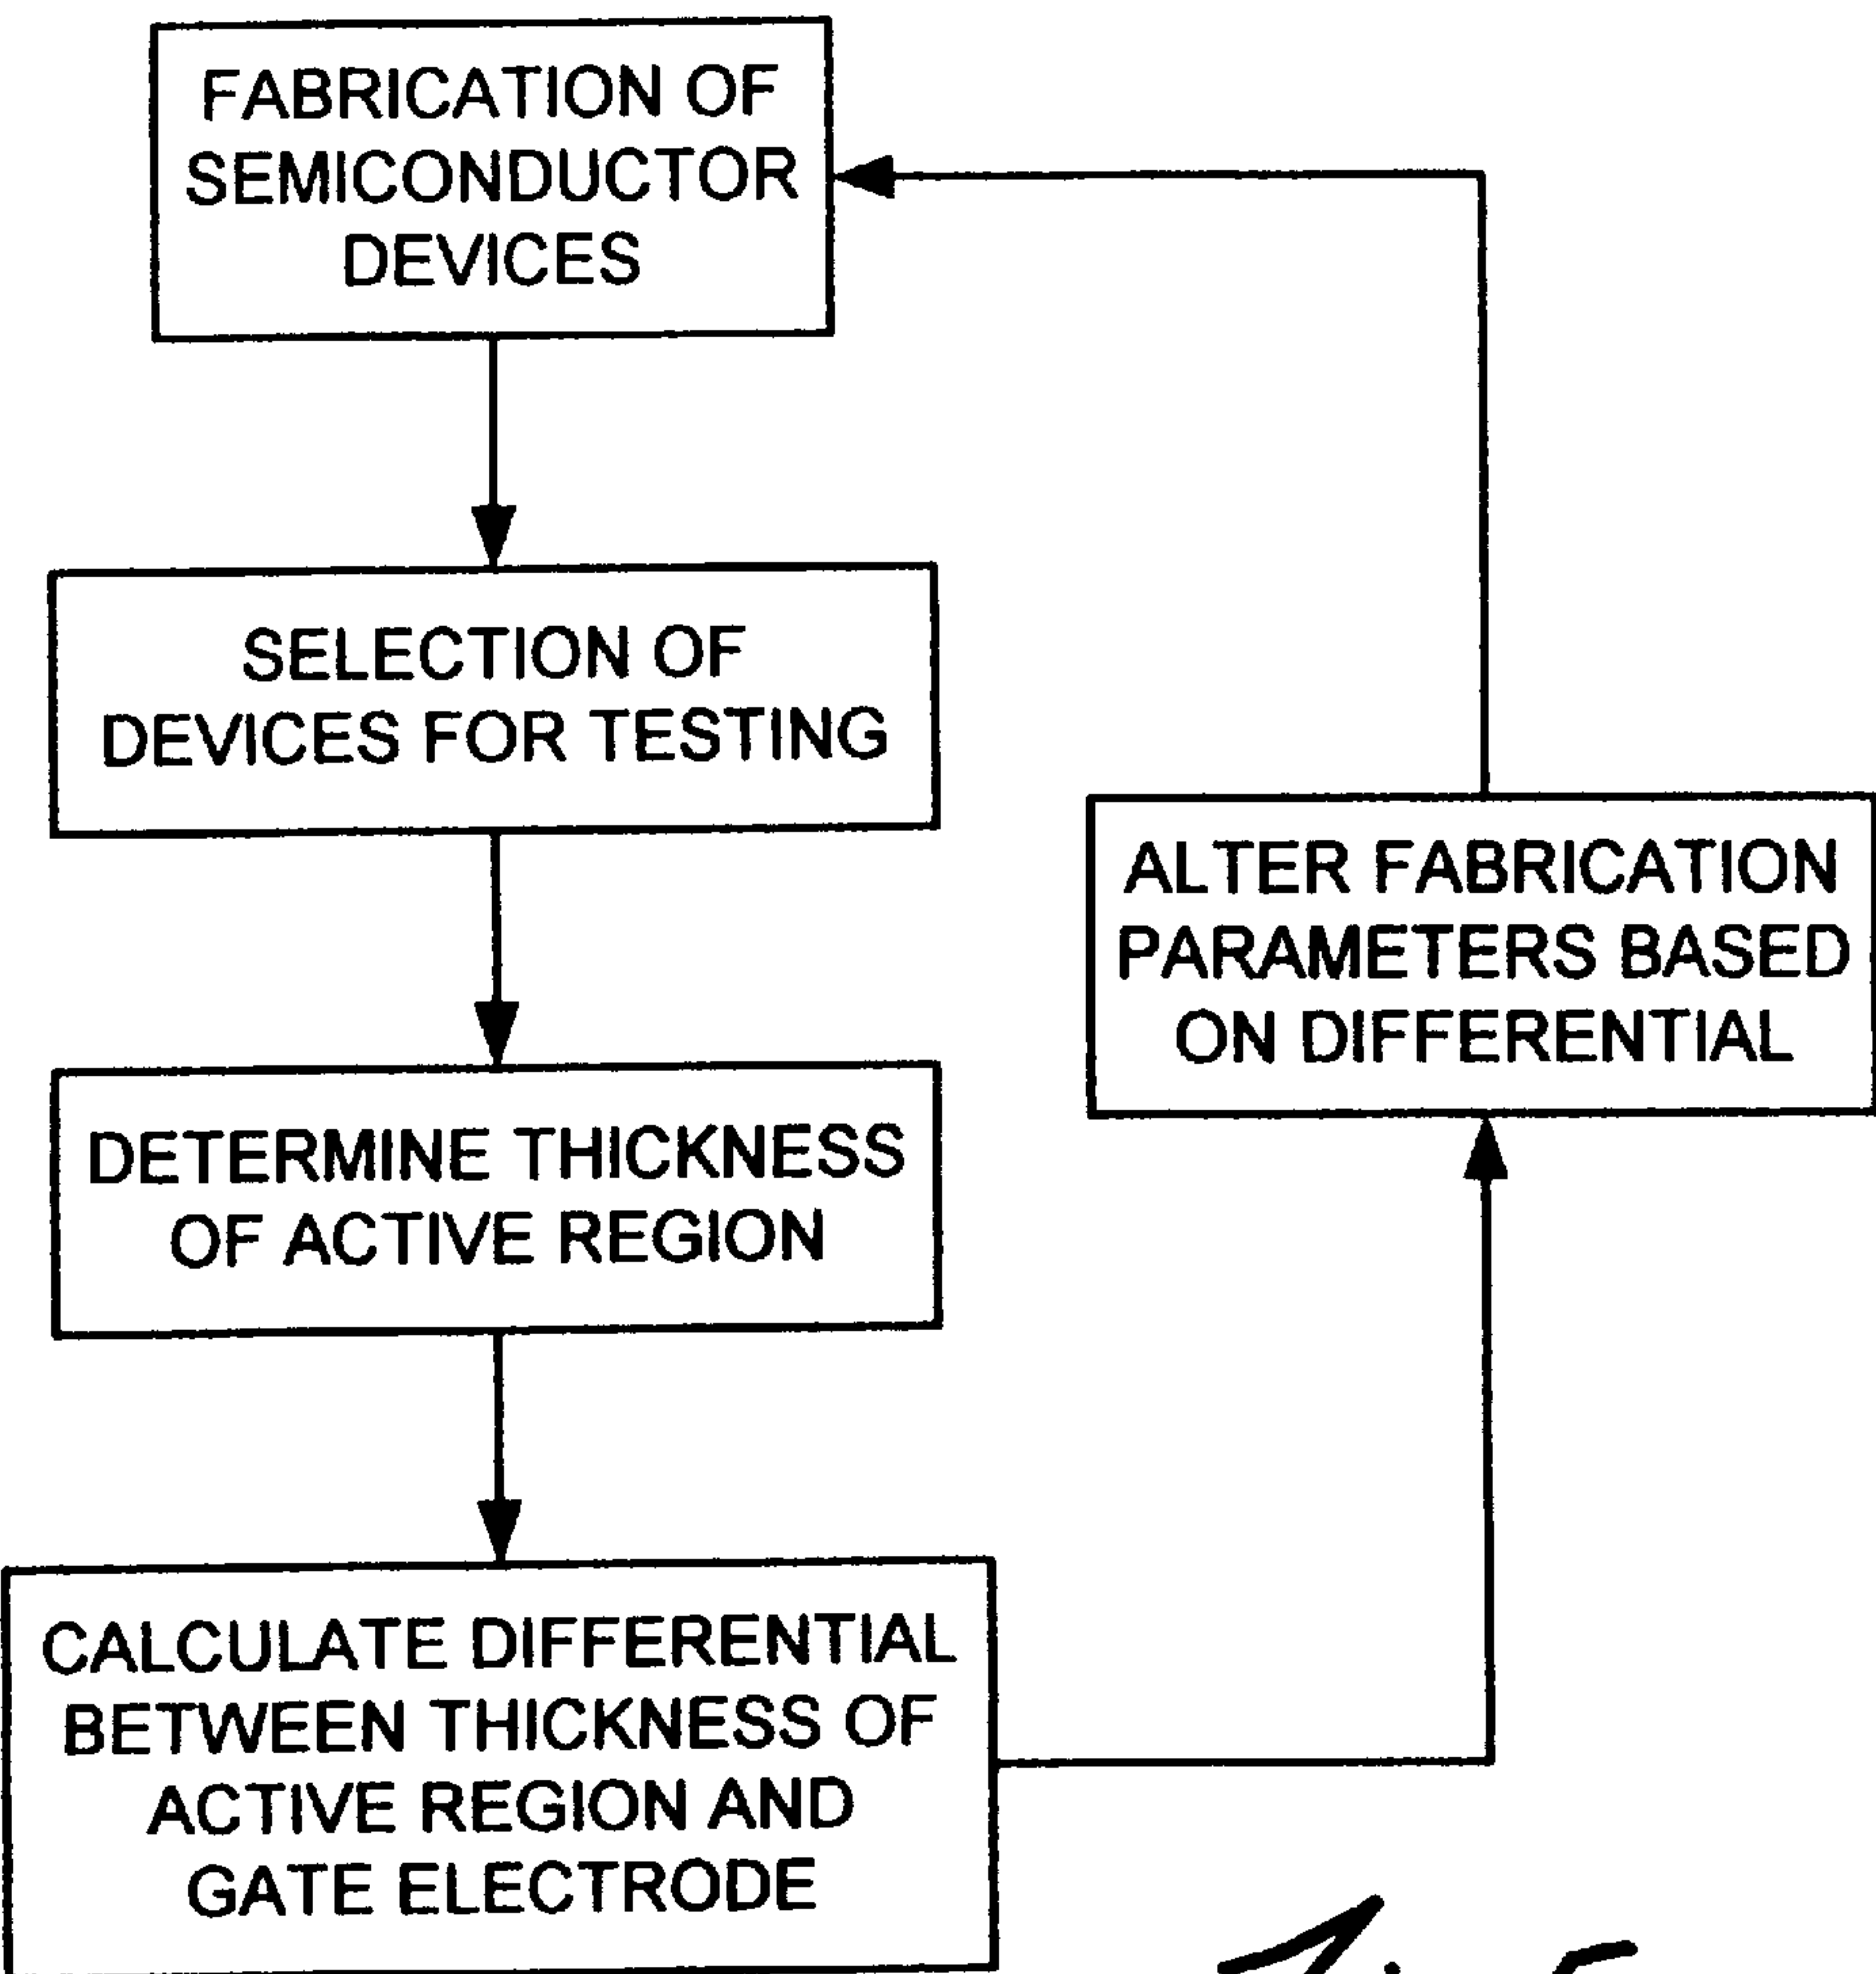 FABRICATION OF
SEMICONDUCTOR
DEVICES
SELECTION OF
DEVICES FOR TESTING
DETERMINE THICKNESS
OF ACTIVE REGION
CALCULATE DIFFERENTIAL
BETWEEN THICKNESS OF
ACTIVE REGION AND
GATE ELECTRODE
ALTER FABRICATION
PARAMETERS BASED
ON DIFFERENTIAL